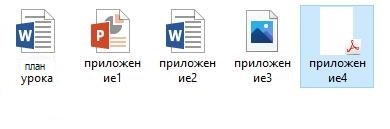 план приложен приложен приложен приложен
урока ие1 ие2 ие3 ие4